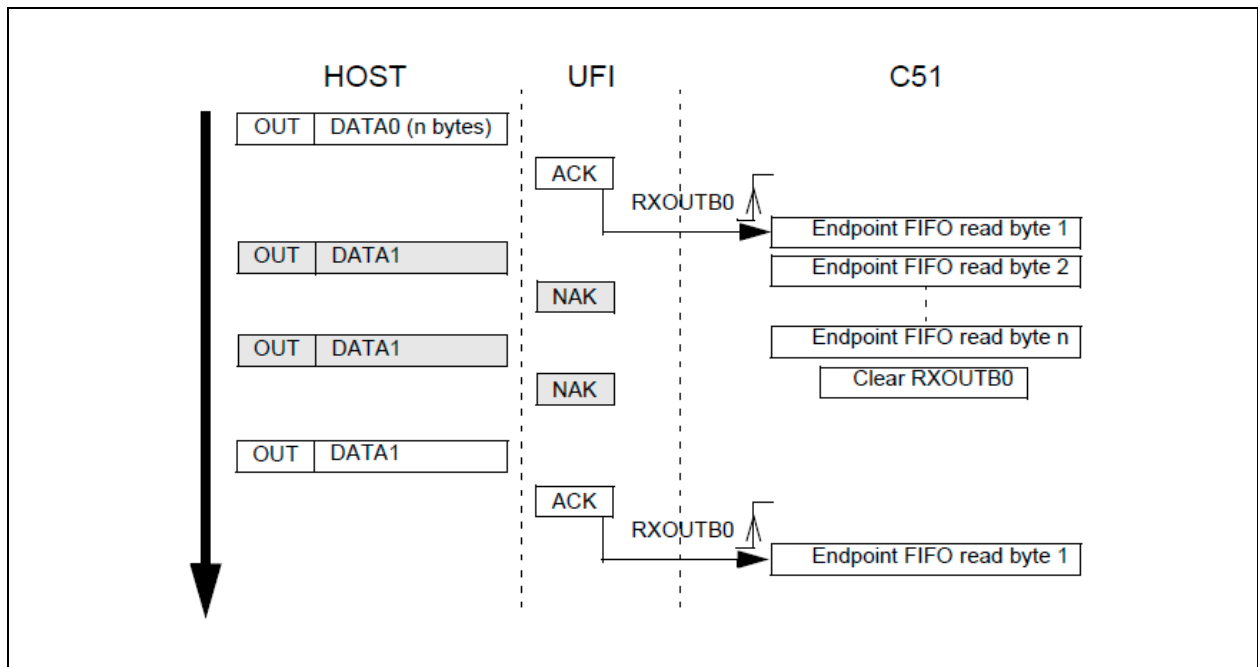 HOST UFI C51
OUT DATA0 (n bytes)
ACK
RXOUTB0
Endpoint FIFO read byte 1
OUT DATA1
Endpoint FIFO read byte 2
NAK
OUT DATA1
Endpoint FIFO read byte n
NAK
Clear RXOUTB0
OUT DATA1
ACK
RXOUTB0
Endpoint FIFO read byte 1